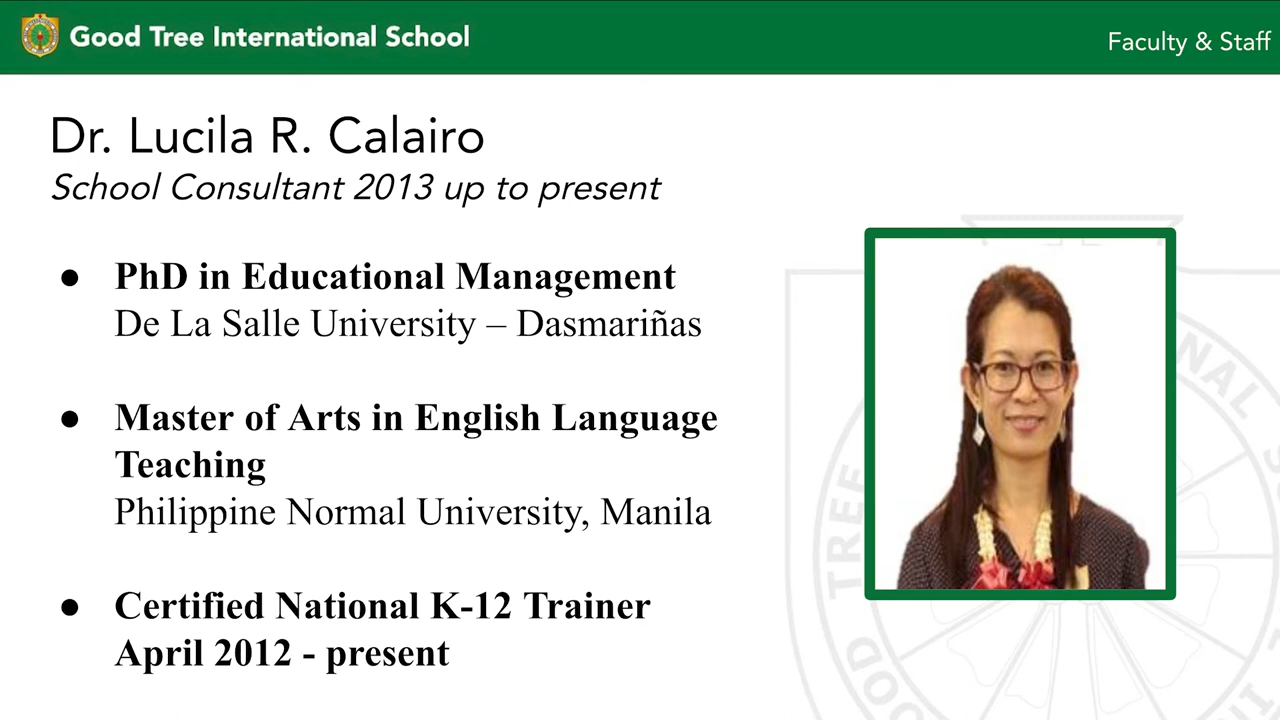 Good Tree International School
Faculty & Staff
Dr. Lucila R. Calairo
School Consultant 2013 up to present
● PhD in Educational Management
De La Salle University – Dasmariñas
● Master of Arts in English Language
Teaching
Philippine Normal University, Manila
● Certified National K-12 Trainer
April 2012 - present